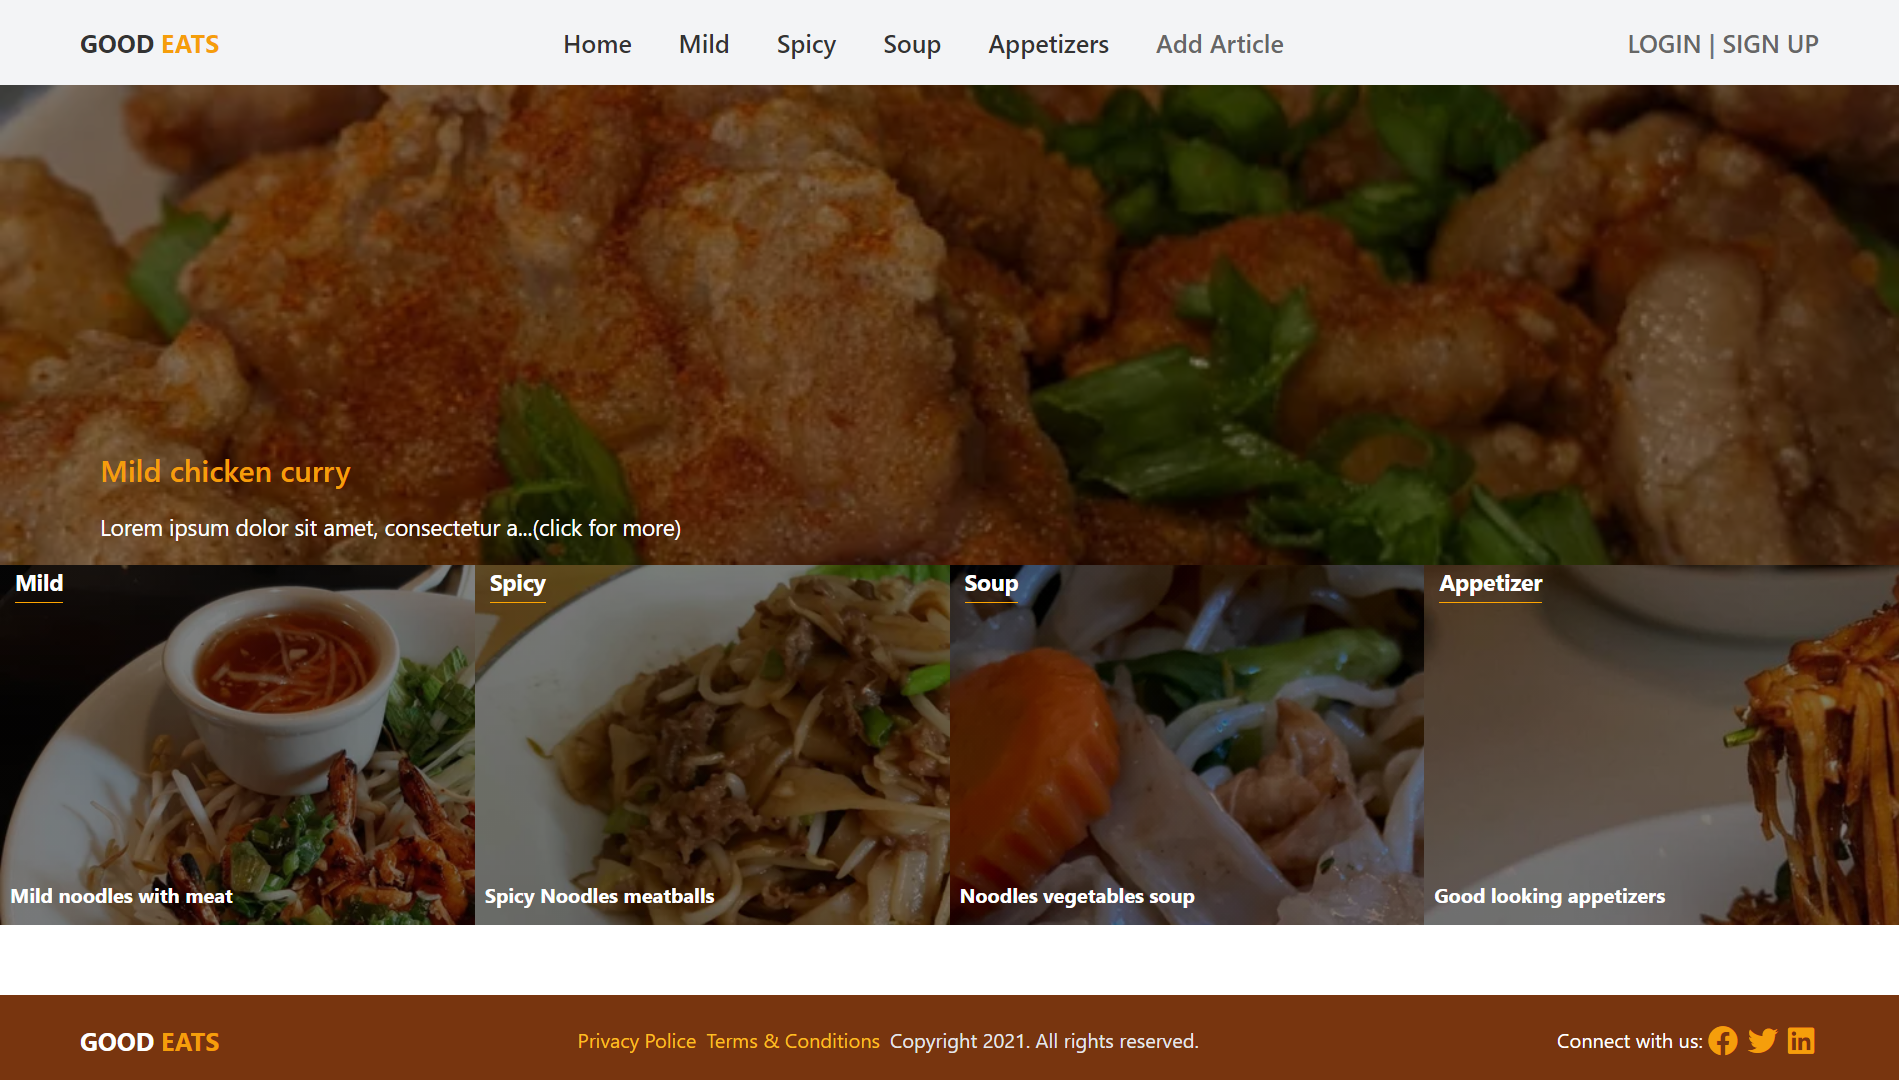 GOOD EATS
Home Mild Spicy Soup Appetizers Add Article
LOGIN | SIGN UP
Mild chicken curry
Lorem ipsum dolor sit amet, consectetur a...(click for more)
Mild
Mild noodles with meat
Spicy
Spicy Noodles meatballs
Soup
Noodles vegetables soup
Appetizer
Good looking appetizers
GOOD EATS
Privacy Police Terms & Conditions Copyright 2021. All rights reserved.
Connect with us: